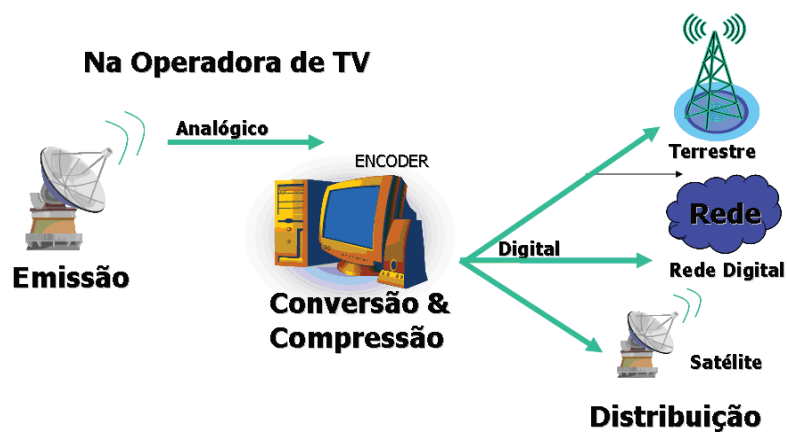 Na Operadora de TV
Analógico
ENCODER
Emissão
Conversão &
Compressão
Digital
Terrestre
Rede
Rede Digital
Satélite
Distribuição